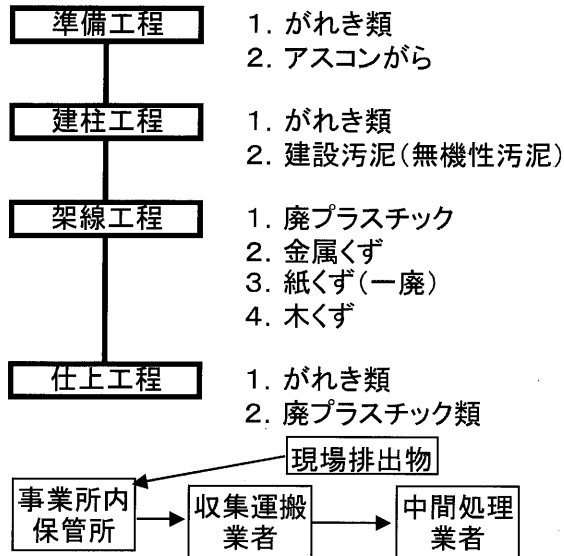 準備工程
1. がれき類
2. アスコンがら
建柱工程
1. がれき類
2. 建設汚泥(無機性汚泥)
架線工程
1. 廃プラスチック
2. 金属くず
3. 紙くず(一廃)
4. 木くず
仕上工程
1. がれき類
2. 廃プラスチック類
現場排出物
事業所内
保管所
収集運搬
業者
中間処理
業者